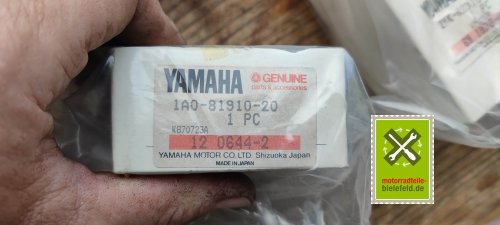 YAMAHA
GENUINE
parts & accessories
1A0-81910-20
1 PC
K870723A
12 0644-2
YAMAHA MOTOR CO. LTD. Shizuoka Japan
MADE IN JAPAN
motorradteile-
bielefeld.de